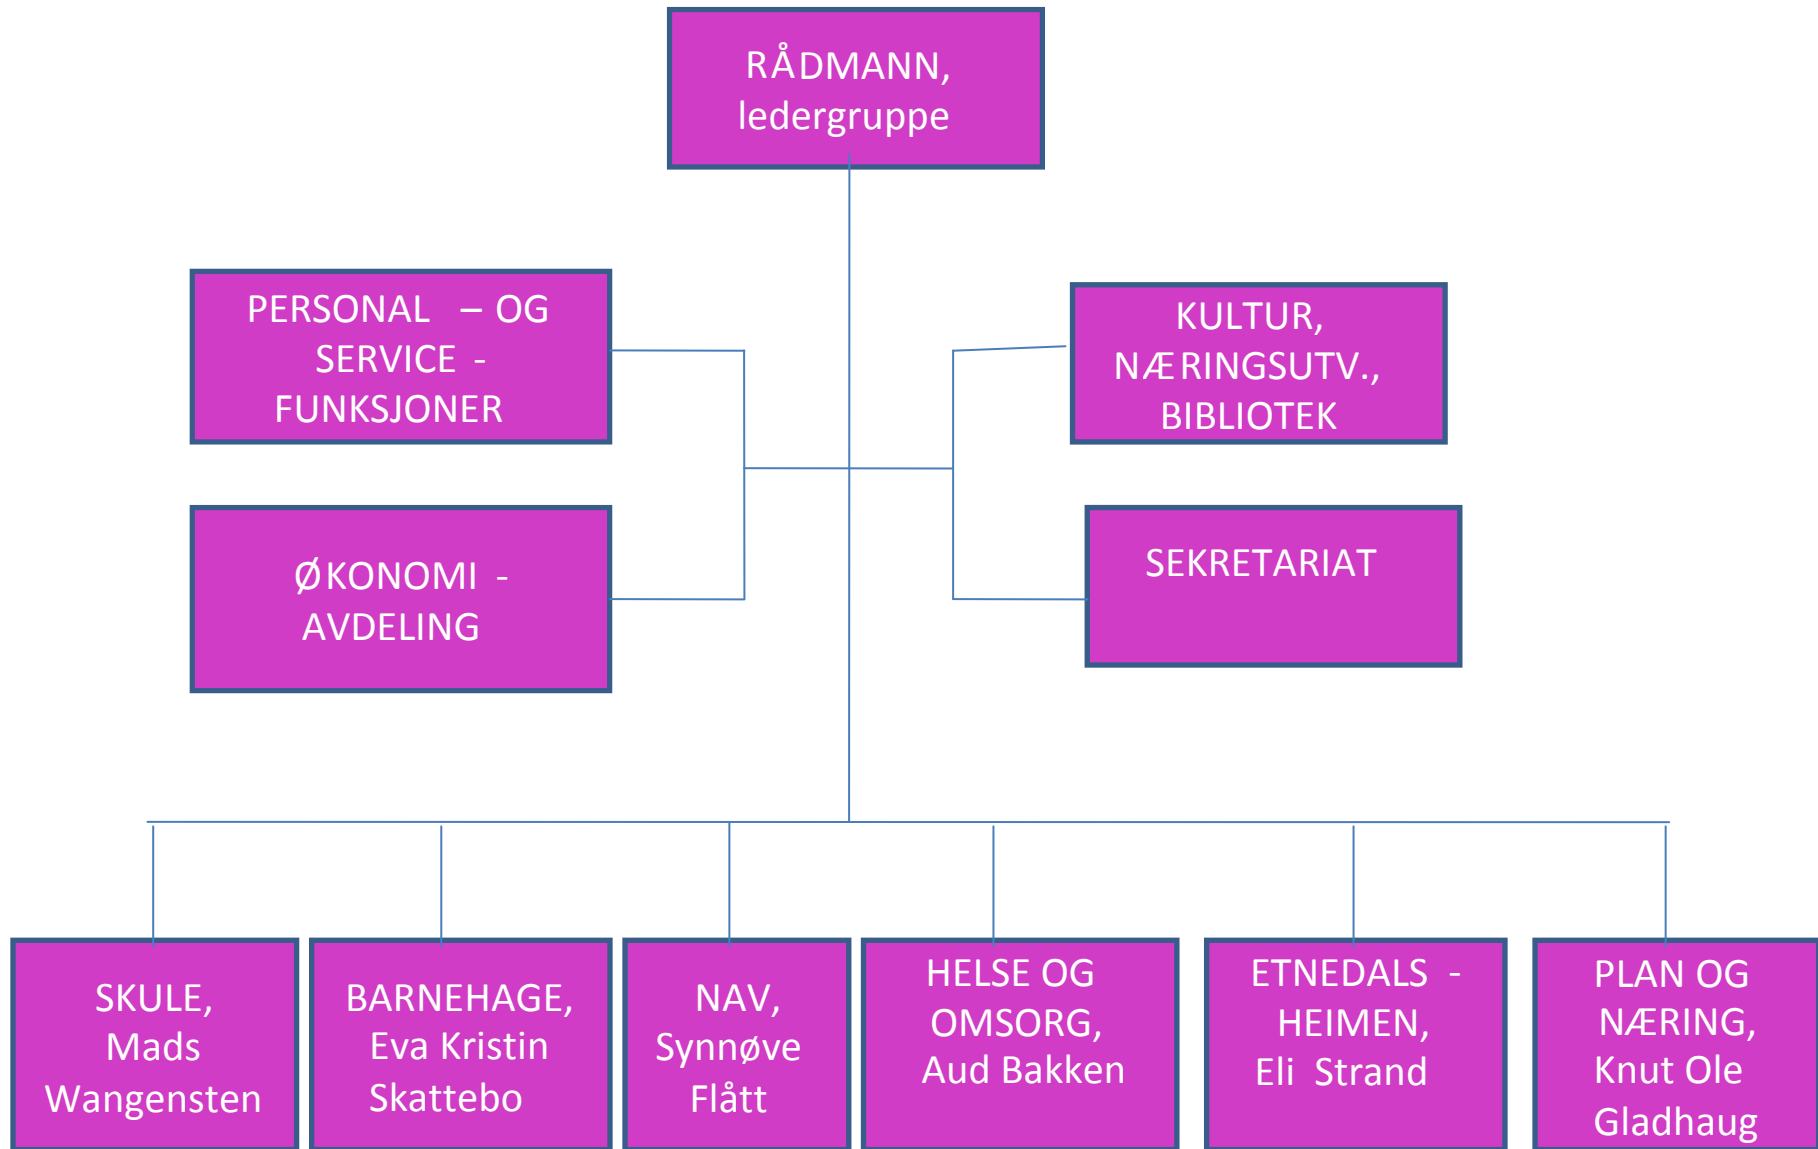 RÅDMANN,
ledergruppe
PERSONAL – OG
SERVICE -
FUNKSJONER
KULTUR,
NÆRINGSUTV.,
BIBLIOTEK
ØKONOMI -
AVDELING
SEKRETARIAT
SKULE,
Mads
Wangensten
BARNEHAGE,
Eva Kristin
Skattebo
NAV,
Synnøve
Flått
HELSE OG
OMSORG,
Aud Bakken
ETNEDALS -
HEIMEN,
Eli Strand
PLAN OG
NÆRING,
Knut Ole
Gladhaug